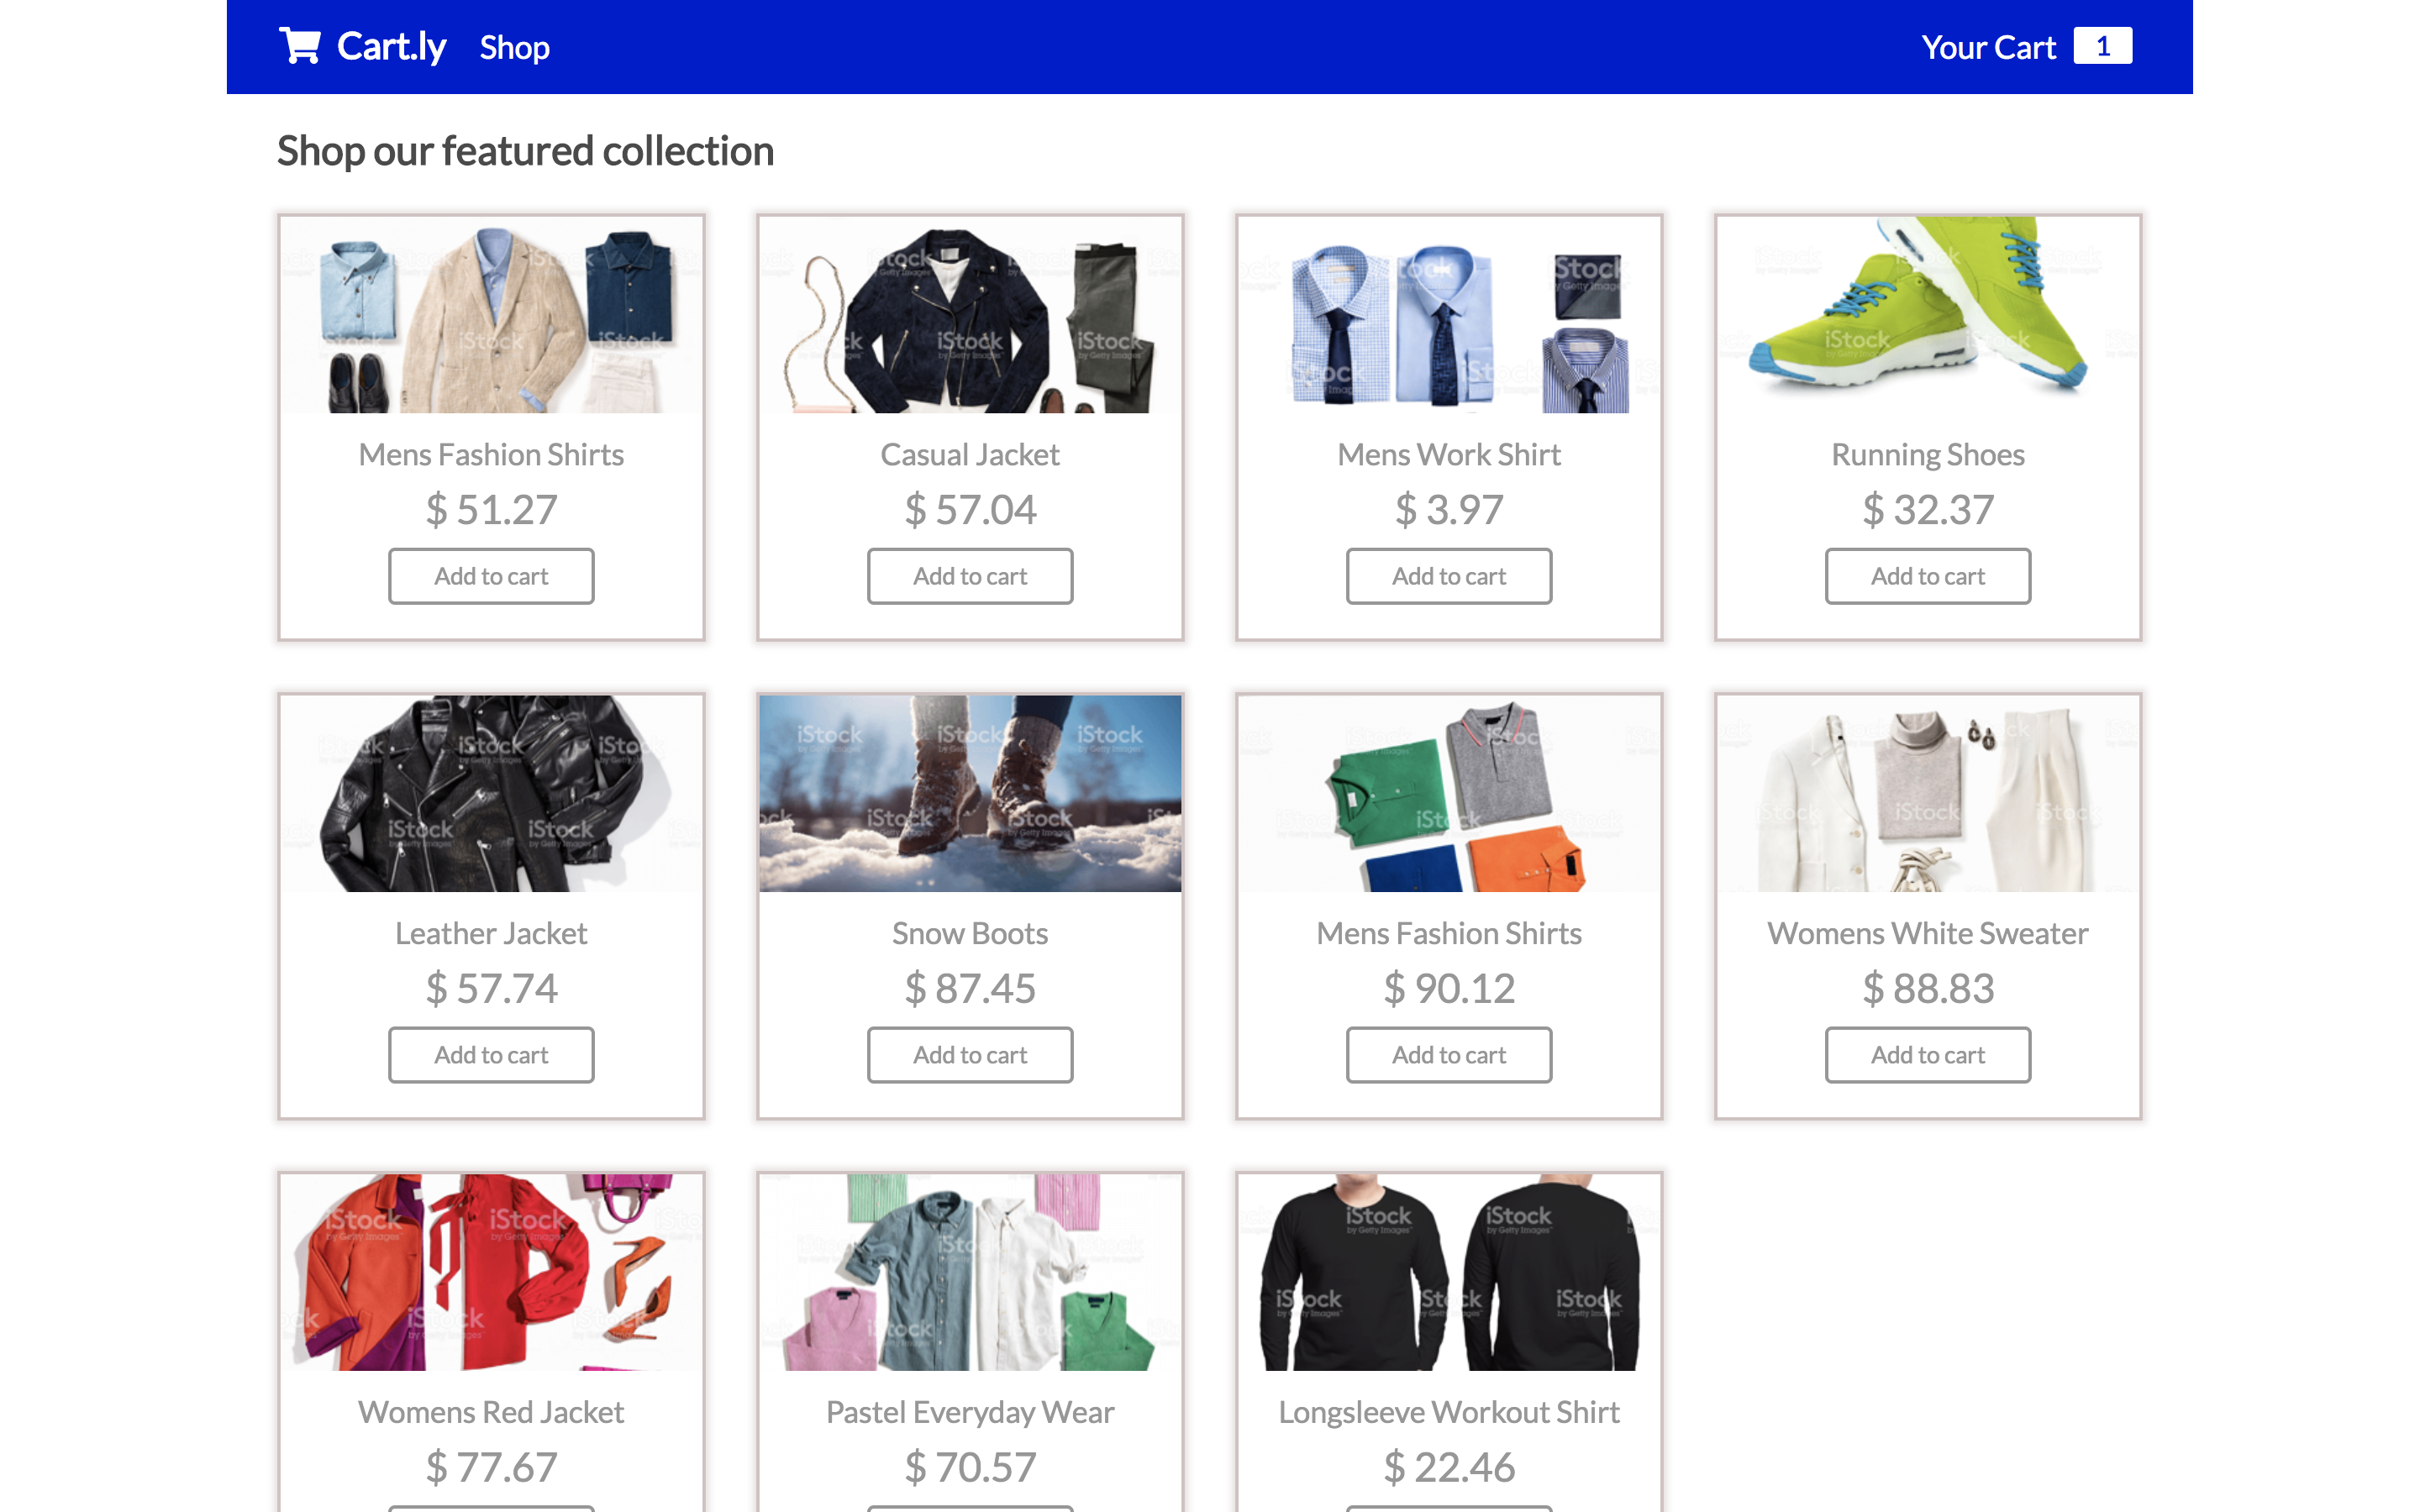 Cart.ly Shop Your Cart 1
Shop our featured collection
iStock
by Getty Images
Mens Fashion Shirts
$ 51.27
Add to cart
Casual Jacket
$ 57.04
Add to cart
Mens Work Shirt
$ 3.97
Add to cart
Running Shoes
$ 32.37
Add to cart
Leather Jacket
$ 57.74
Add to cart
Snow Boots
$ 87.45
Add to cart
Mens Fashion Shirts
$ 90.12
Add to cart
Womens White Sweater
$ 88.83
Add to cart
Womens Red Jacket
$ 77.67
Pastel Everyday Wear
$ 70.57
Longsleeve Workout Shirt
$ 22.46